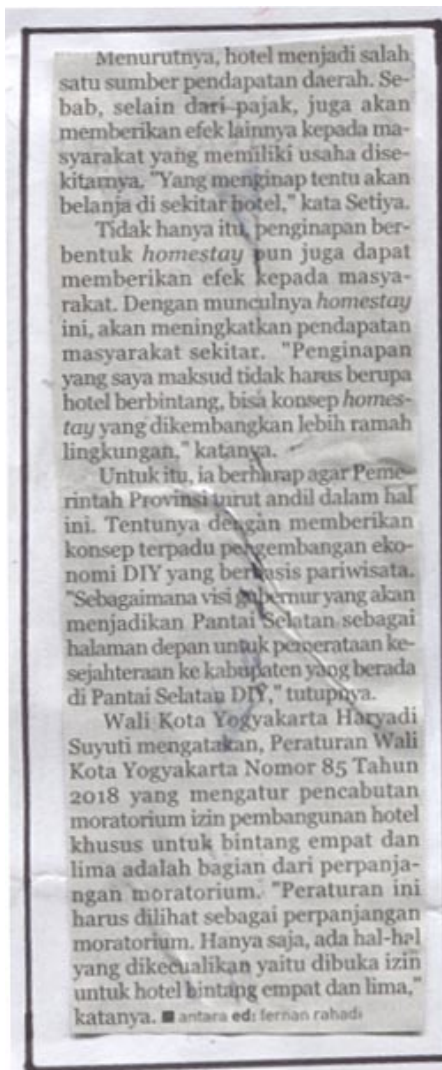 Menurutnya, hotel menjadi salah
satu sumber pendapatan daerah. Se-
bab, selain dari pajak, juga akan
memberikan efek lainnya kepada ma-
syarakat yang memiliki usaha dise-
kitarnya. "Yang menginap tentu akan
belanja di sekitar hotel," kata Setiya.
Tidak hanya itu, penginapan ber-
bentuk homestay pun juga dapat
memberikan efek kepada masya-
rakat. Dengan munculnya homestay
ini, akan meningkatkan pendapatan
masyarakat sekitar. "Penginapan
yang saya maksud tidak harus berupa
hotel berbintang, bisa konsep homes-
tay yang dikembangkan lebih ramah
lingkungan," katanya.
Untuk itu, ia berharap agar Peme-
rintah Provinsi turut andil dalam hal
ini. Tentunya dengan memberikan
konsep terpadu pengembangan eko-
nomi DIY yang berbasis pariwisata.
"Sebagaimana visi gubernur yang akan
menjadikan Pantai Selatan sebagai
halaman depan untuk pemerataan ke-
sejahteraan ke kabupaten yang berada
di Pantai Selatan DIY," tutupnya.
Wali Kota Yogyakarta Haryadi
Suyuti mengatakan, Peraturan Wali
Kota Yogyakarta Nomor 85 Tahun
2018 yang mengatur pencabutan
moratorium izin pembangunan hotel
khusus untuk bintang empat dan
lima adalah bagian dari perpanja-
ngan moratorium. "Peraturan ini
harus dilihat sebagai perpanjangan
moratorium. Hanya saja, ada hal-hal
yang dikecualikan yaitu dibuka izin
untuk hotel bintang empat dan lima,"
katanya. ■ antara ed: fernan rahadi